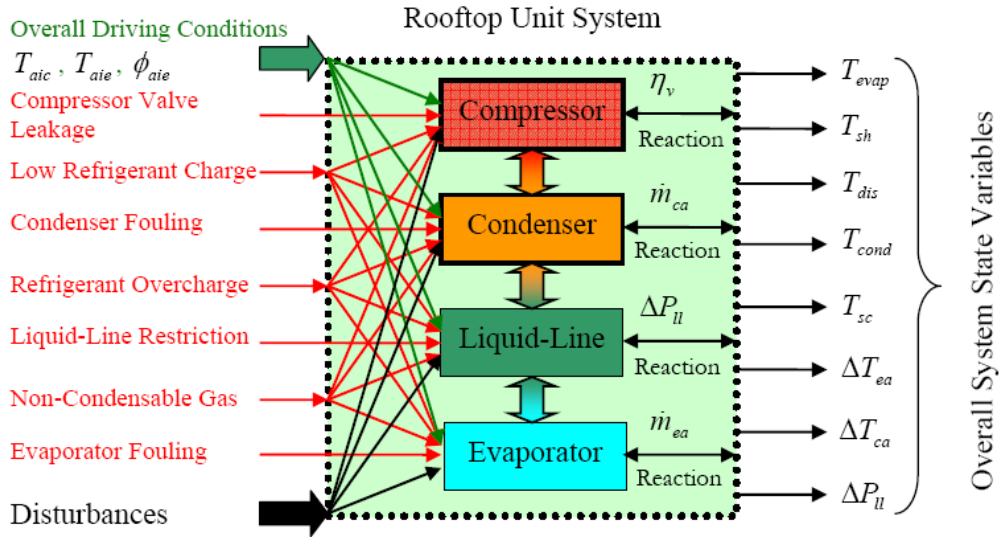 Rooftop Unit System
Overall Driving Conditions
T_aic , T_aie , ϕ_aie
Compressor Valve
Leakage
Low Refrigerant Charge
Condenser Fouling
Refrigerant Overcharge
Liquid-Line Restriction
Non-Condensable Gas
Evaporator Fouling
Disturbances
Compressor
Condenser
Liquid-Line
Evaporator
η_v
Reaction
ṁ_ca
Reaction
ΔP_ll
Reaction
ṁ_ea
Reaction
T_evap
T_sh
T_dis
T_cond
T_sc
ΔT_ea
ΔT_ca
ΔP_ll
Overall System State Variables